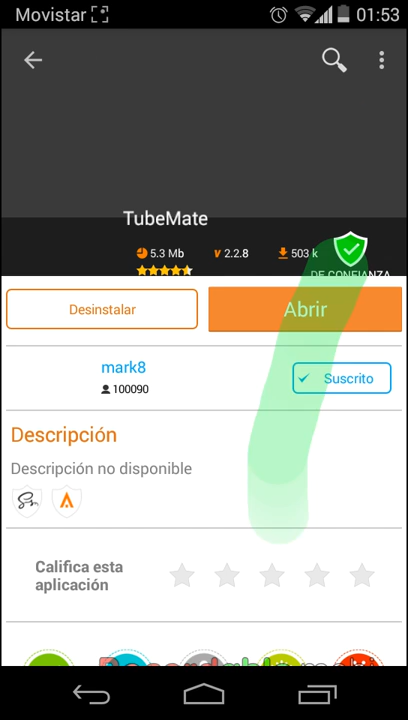 Movistar 01:53
TubeMate
5.3 Mb 2.2.8 503 k
DE CONFIANZA
Desinstalar Abrir
mark8 Suscrito
100090
Descripción
Descripción no disponible
Califica esta
aplicación